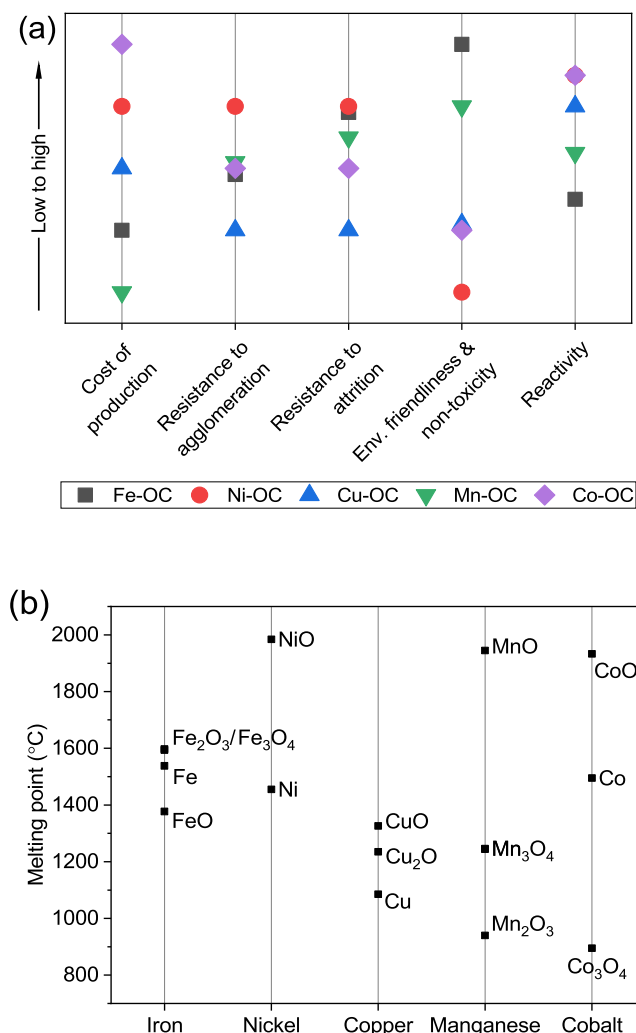 (a)
Low to high
Cost of
production
Resistance to
agglomeration
Resistance to
attrition
Env. friendliness &
non-toxicity
Reactivity
Fe-OC Ni-OC Cu-OC Mn-OC Co-OC
(b)
Melting point (°C)
2000
1800
1600
1400
1200
1000
800
NiO
MnO
CoO
Fe₂O₃/Fe₃O₄
Fe
Ni
Co
FeO
CuO
Cu₂O
Mn₃O₄
Cu
Mn₂O₃
Co₃O₄
Iron Nickel Copper Manganese Cobalt